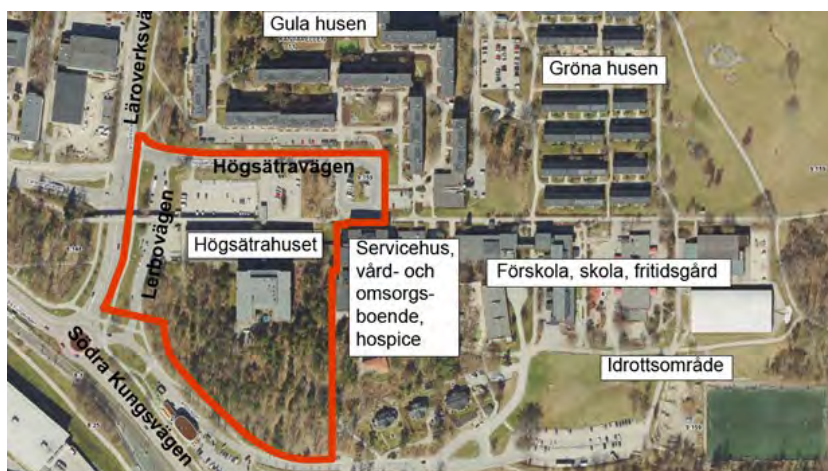 Gula husen
Läroverksvägen
Gröna husen
Högsätravägen
Högsätrahuset
Lerbovägen
Servicehus,
vård- och
omsorgs-
boende,
hospice
Förskola, skola, fritidsgård
Södra Kungsvägen
Idrottsområde